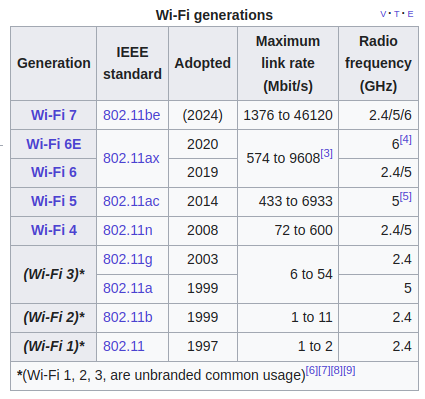 Wi-Fi generations
V·T·E
Generation IEEE standard Adopted Maximum link rate (Mbit/s) Radio frequency (GHz)
Wi-Fi 7 802.11be (2024) 1376 to 46120 2.4/5/6
Wi-Fi 6E 802.11ax 2020 574 to 9608[3] 6[4]
Wi-Fi 6 2019 2.4/5
Wi-Fi 5 802.11ac 2014 433 to 6933 5[5]
Wi-Fi 4 802.11n 2008 72 to 600 2.4/5
(Wi-Fi 3)* 802.11g 2003 6 to 54 2.4
802.11a 1999 5
(Wi-Fi 2)* 802.11b 1999 1 to 11 2.4
(Wi-Fi 1)* 802.11 1997 1 to 2 2.4
*(Wi-Fi 1, 2, 3, are unbranded common usage)[6][7][8][9]